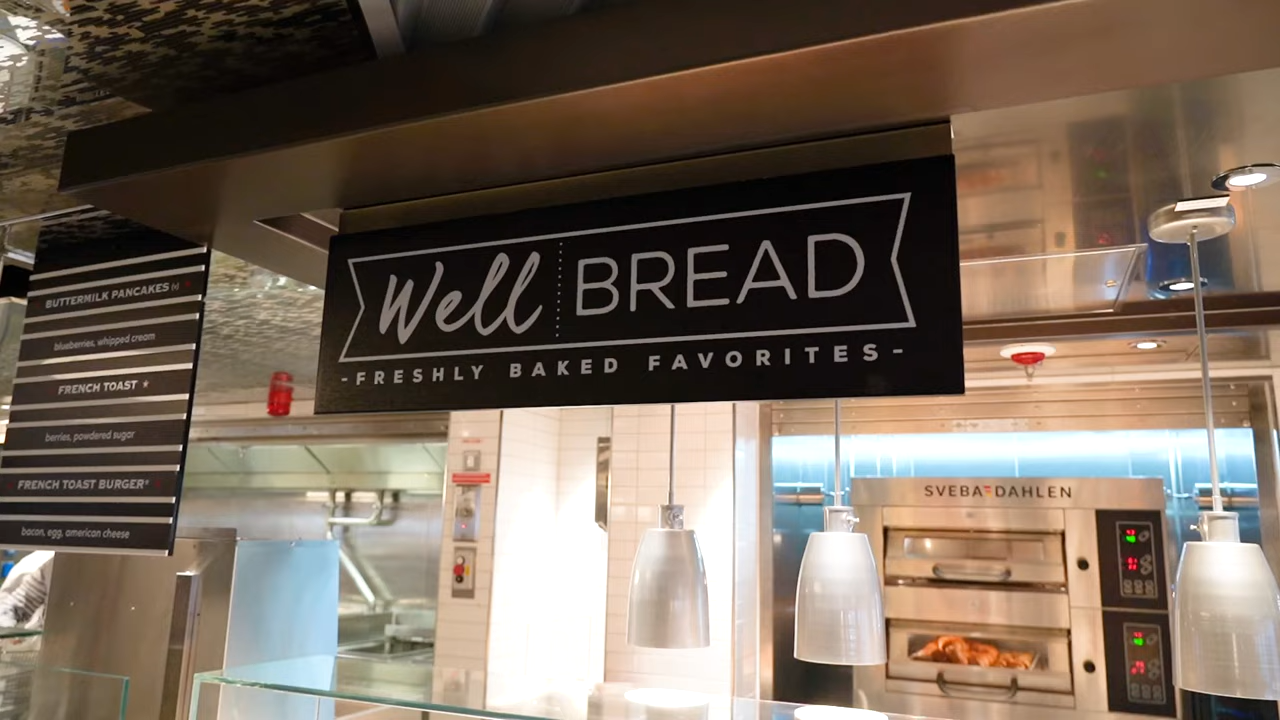 BUTTERMILK PANCAKES
blueberries, whipped cream
FRENCH TOAST *
berries, powdered sugar
FRENCH TOAST BURGER*
bacon, egg, american cheese
Well BREAD
-FRESHLY BAKED FAVORITES-
SVEBA DAHLEN